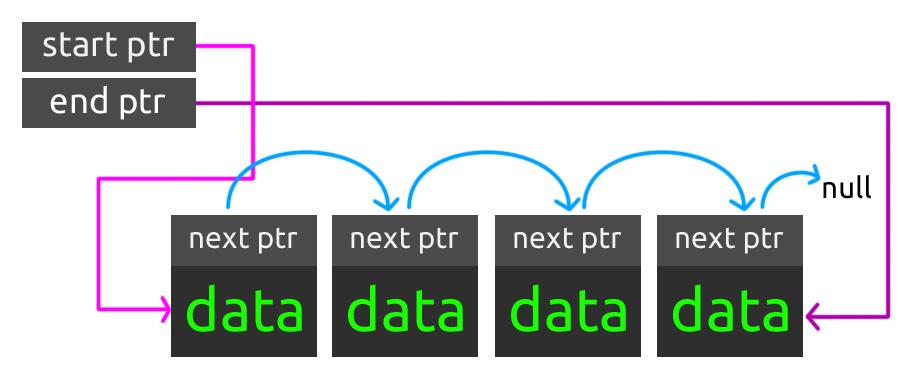 start ptr
end ptr
null
next ptr next ptr next ptr next ptr
data data data data